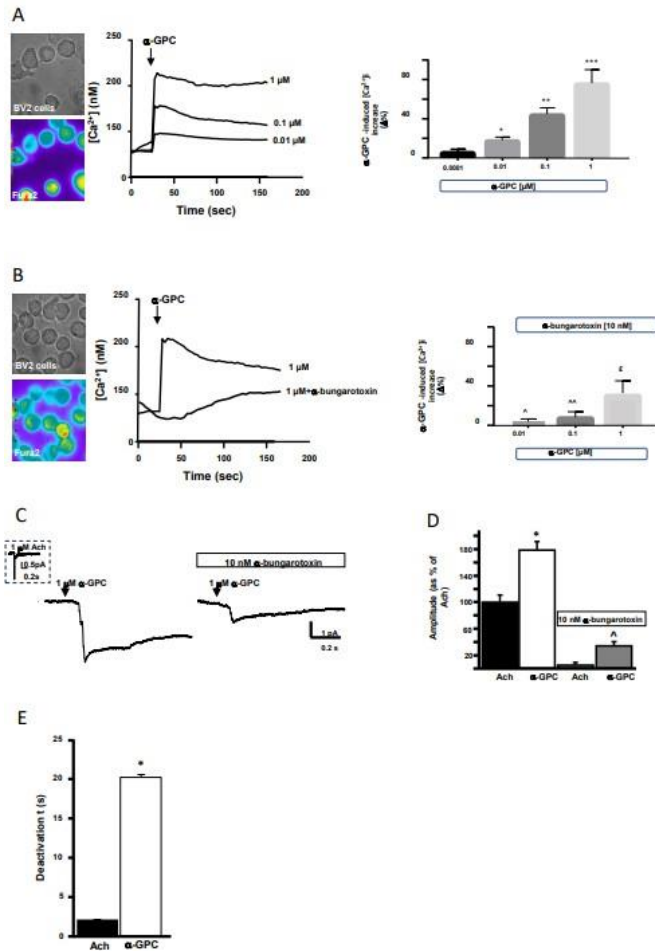 A
α-GPC
BV2 cells
Fura2
[Ca²⁺] (nM)
250
200
150
100
50
0
1 µM
0.1 µM
0.01 µM
0 50 100 150 200
Time (sec)
α-GPC -induced [Ca²⁺]i
increase
(Δ%)
80
40
0
*
**
***
0.0001 0.01 0.1 1
α-GPC [µM]
B
α-GPC
BV2 cells
Fura2
[Ca²⁺] (nM)
250
200
150
100
50
0
1 µM
1 µM+α-bungarotoxin
0 50 100 150 200
Time (sec)
α-bungarotoxin [10 nM]
α-GPC -induced [Ca²⁺]i
increase
(Δ%)
80
40
0
^
^^
£
0.01 0.1 1
α-GPC [µM]
C
1 µM Ach
0.5pA
0.2s
1 µM α-GPC
10 nM α-bungarotoxin
1 µM α-GPC
1 pA
0.2 s
D
Amplitude (as % of
Ach)
180
100
60
20
*
10 nM α-bungarotoxin
^
Ach α-GPC Ach α-GPC
E
Deactivation t (s)
25
20
15
10
5
0
*
Ach α-GPC